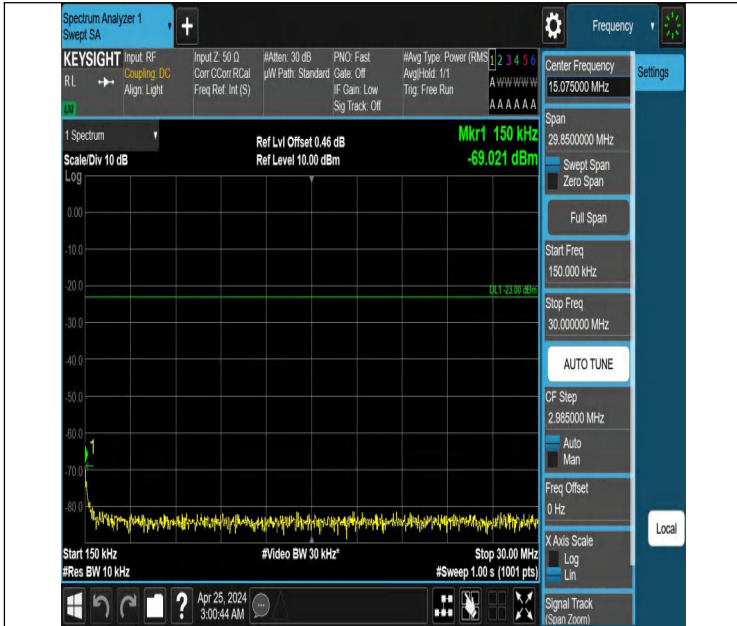 Spectrum Analyzer 1
Swept SA
+
Frequency
KEYSIGHT
RL
Input: RF
Coupling: DC
Align: Light
Input Z: 50 Ω
Corr CCorr RCal
Freq Ref: Int (S)
#Atten: 30 dB
µW Path: Standard
PNO: Fast
Gate: Off
IF Gain: Low
Sig Track: Off
#Avg Type: Power (RMS
Avg|Hold: 1/1
Trig: Free Run
1 2 3 4 5 6
A W W W W W
A A A A A A
LXI
1 Spectrum
Scale/Div 10 dB
Ref Lvl Offset 0.46 dB
Ref Level 10.00 dBm
Mkr1 150 kHz
-69.021 dBm
Log
0.00
-10.0
-20.0
DL1 -23.00 dBm
-30.0
-40.0
-50.0
-60.0
1
-70.0
-80.0
Start 150 kHz
#Video BW 30 kHz*
Stop 30.00 MHz
#Res BW 10 kHz
#Sweep 1.00 s (1001 pts)
?
Apr 25, 2024
3:00:44 AM
Center Frequency
15.075000 MHz
Settings
Span
29.8500000 MHz
Swept Span
Zero Span
Full Span
Start Freq
150.000 kHz
Stop Freq
30.000000 MHz
AUTO TUNE
CF Step
2.985000 MHz
Auto
Man
Freq Offset
0 Hz
Local
X Axis Scale
Log
Lin
Signal Track
(Span Zoom)